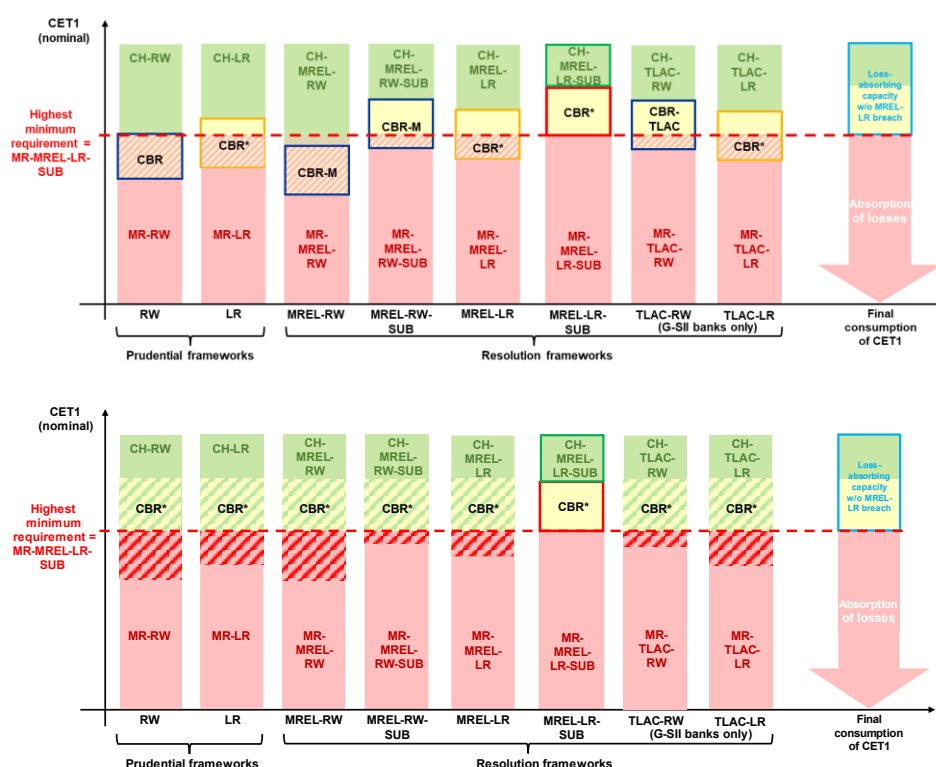 CET1
(nominal)
CH-RW
CH-LR
CH-
MREL-
RW
CH-
MREL-
RW-SUB
CH-
MREL-
LR
CH-
MREL-
LR-SUB
CH-
TLAC-
RW
CH-
TLAC-
LR
Loss-
absorbing
capacity
w/o MREL-
LR breach
Highest
minimum
requirement =
MR-MREL-LR-
SUB
CBR
CBR*
CBR-M
CBR-M
CBR*
CBR*
CBR-
TLAC
CBR*
MR-RW
MR-LR
MR-
MREL-
RW
MR-
MREL-
RW-SUB
MR-
MREL-
LR
MR-
MREL-
LR-SUB
MR-
TLAC-
RW
MR-
TLAC-
LR
Absorption
of losses
RW
LR
MREL-RW
MREL-RW-
SUB
MREL-LR
MREL-LR-
SUB
TLAC-RW
TLAC-LR
(G-SII banks only)
Final
consumption
of CET1
Prudential frameworks
Resolution frameworks
CET1
(nominal)
CH-RW
CH-LR
CH-
MREL-
RW
CH-
MREL-
RW-SUB
CH-
MREL-
LR
CH-
MREL-
LR-SUB
CH-
TLAC-
RW
CH-
TLAC-
LR
Loss-
absorbing
capacity
w/o MREL-
LR breach
Highest
minimum
requirement =
MR-MREL-LR-
SUB
CBR*
CBR*
CBR*
CBR*
CBR*
CBR*
CBR*
CBR*
MR-RW
MR-LR
MR-
MREL-
RW
MR-
MREL-
RW-SUB
MR-
MREL-
LR
MR-
MREL-
LR-SUB
MR-
TLAC-
RW
MR-
TLAC-
LR
Absorption
of losses
RW
LR
MREL-RW
MREL-RW-
SUB
MREL-LR
MREL-LR-
SUB
TLAC-RW
TLAC-LR
(G-SII banks only)
Final
consumption
of CET1
Prudential frameworks
Resolution frameworks